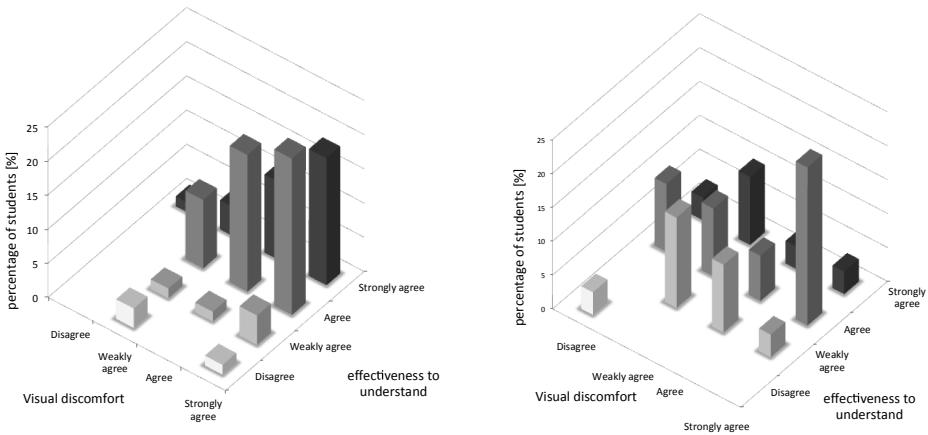 percentage of students [%]
25
20
15
10
5
0
Disagree
Weakly
agree
Agree
Strongly
agree
Visual discomfort
Disagree
Weakly agree
Agree
Strongly agree
effectiveness to
understand
percentage of students [%]
25
20
15
10
5
0
Disagree
Weakly agree
Agree
Strongly agree
Visual discomfort
Disagree
Weakly
agree
Agree
Strongly
agree
effectiveness to
understand